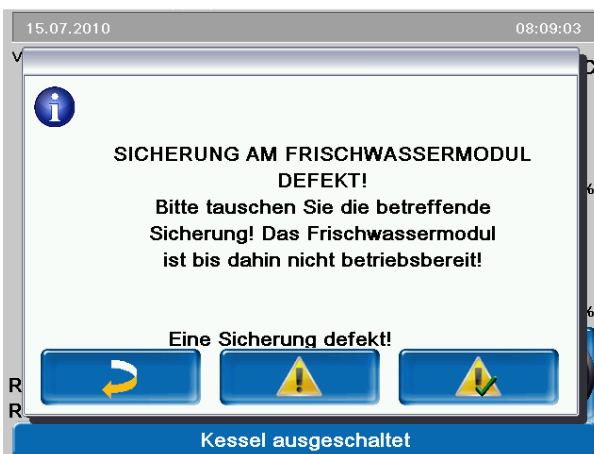 15.07.2010 08:09:03
V
C
SICHERUNG AM FRISCHWASSERMODUL
DEFEKT!
Bitte tauschen Sie die betreffende
Sicherung! Das Frischwassermodul
ist bis dahin nicht betriebsbereit!
%
Eine Sicherung defekt!
%
R
R
Kessel ausgeschaltet